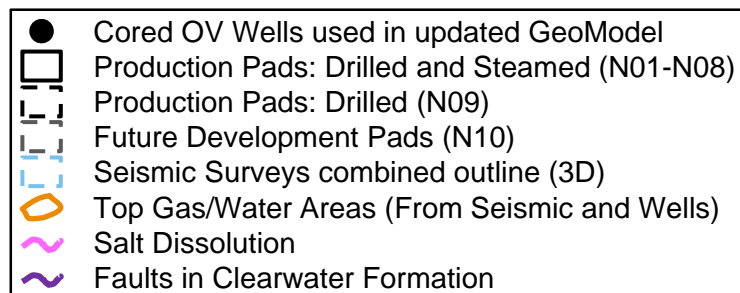 Cored OV Wells used in updated GeoModel
Production Pads: Drilled and Steamed (N01-N08)
Production Pads: Drilled (N09)
Future Development Pads (N10)
Seismic Surveys combined outline (3D)
Top Gas/Water Areas (From Seismic and Wells)
Salt Dissolution
Faults in Clearwater Formation